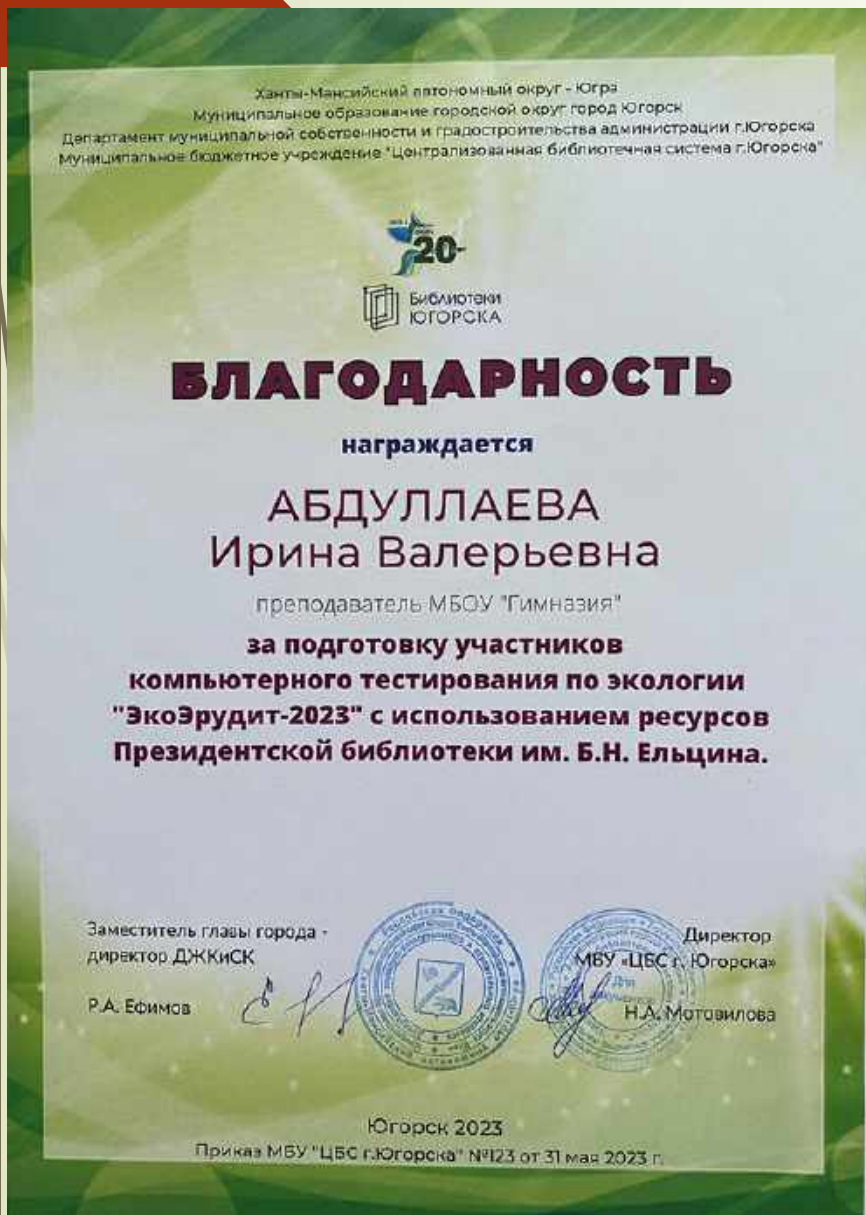 Ханты-Мансийский автономный округ - Югра
Муниципальное образование городской округ город Югорск
Департамент муниципальной собственности и градостроительства администрации г.Югорска
Муниципальное бюджетное учреждение "Централизованная библиотечная система г.Югорска"
20
Библиотеки
ЮГОРСКА
БЛАГОДАРНОСТЬ
награждается
АБДУЛЛАЕВА
Ирина Валерьевна
преподаватель МБОУ "Гимназия"
за подготовку участников
компьютерного тестирования по экологии
"ЭкоЭрудит-2023" с использованием ресурсов
Президентской библиотеки им. Б.Н. Ельцина.
Заместитель главы города -
директор ДЖКиСК
Р.А. Ефимов
Директор
МБУ «ЦБС г. Югорска»
Для
Н.А. Мотовилова
Югорск 2023
Приказ МБУ "ЦБС г.Югорска" №123 от 31 мая 2023 г.